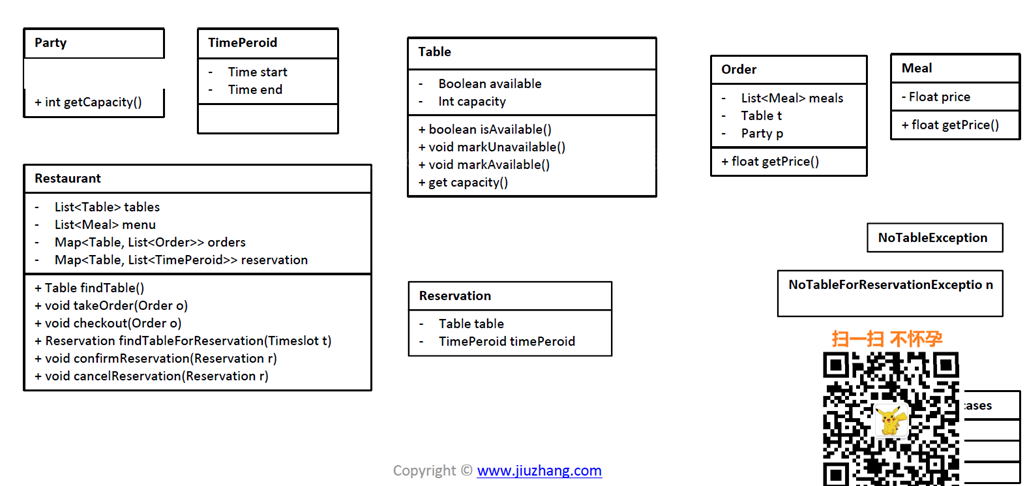 Party
+ int getCapacity()
TimePeroid
- Time start
- Time end
Table
- Boolean available
- Int capacity
+ boolean isAvailable()
+ void markUnavailable()
+ void markAvailable()
+ get capacity()
Order
- List<Meal> meals
- Table t
- Party p
+ float getPrice()
Meal
- Float price
+ float getPrice()
Restaurant
- List<Table> tables
- List<Meal> menu
- Map<Table, List<Order>> orders
- Map<Table, List<TimePeroid>> reservation
+ Table findTable()
+ void takeOrder(Order o)
+ void checkout(Order o)
+ Reservation findTableForReservation(Timeslot t)
+ void confirmReservation(Reservation r)
+ void cancelReservation(Reservation r)
Reservation
- Table table
- TimePeroid timePeroid
NoTableException
NoTableForReservationExceptio n
扫一扫 不怀孕
Copyright © www.jiuzhang.com